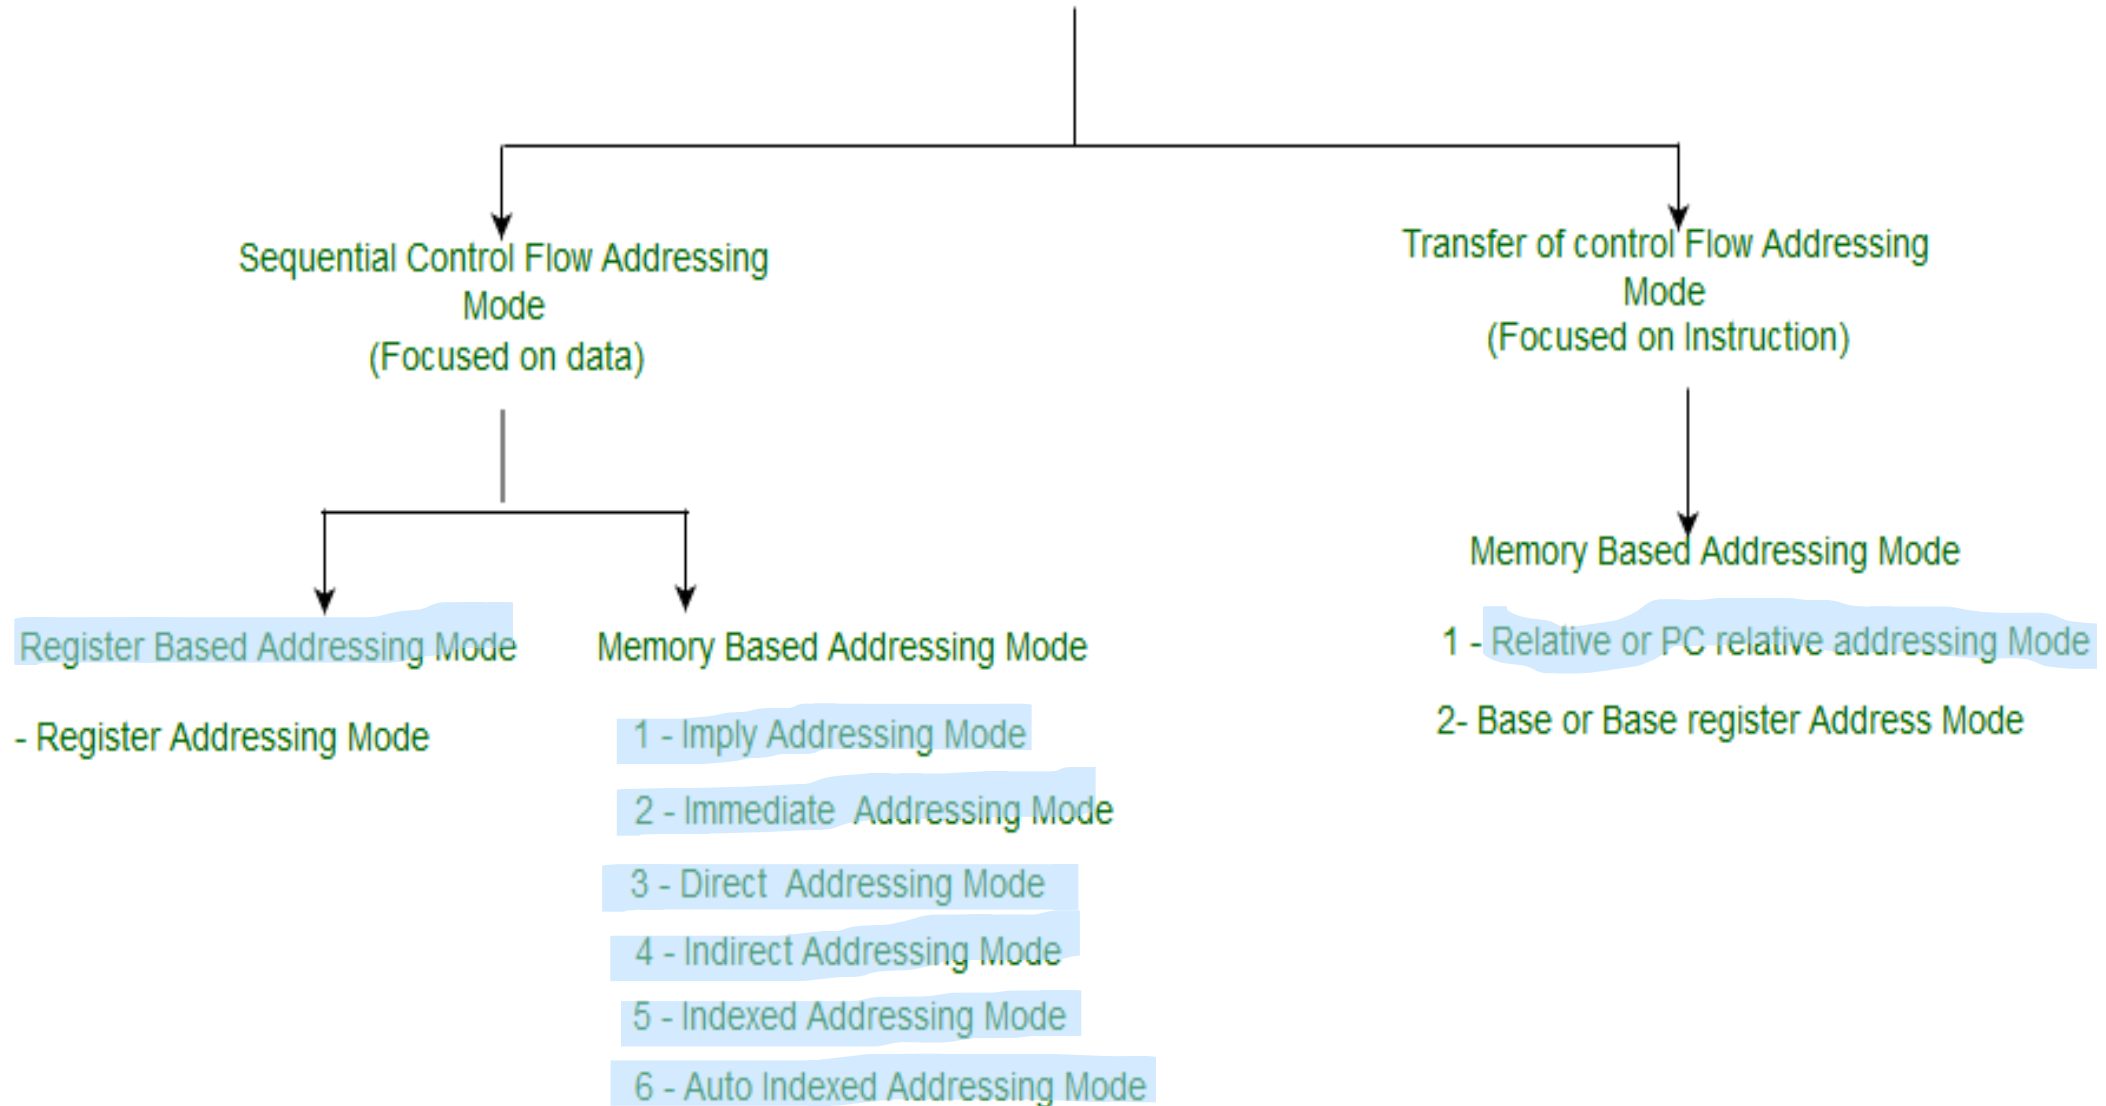 Sequential Control Flow Addressing
Mode
(Focused on data)
Transfer of control Flow Addressing
Mode
(Focused on Instruction)
Register Based Addressing Mode
- Register Addressing Mode
Memory Based Addressing Mode
1 - Imply Addressing Mode
2 - Immediate Addressing Mode
3 - Direct Addressing Mode
4 - Indirect Addressing Mode
5 - Indexed Addressing Mode
6 - Auto Indexed Addressing Mode
Memory Based Addressing Mode
1 - Relative or PC relative addressing Mode
2- Base or Base register Address Mode